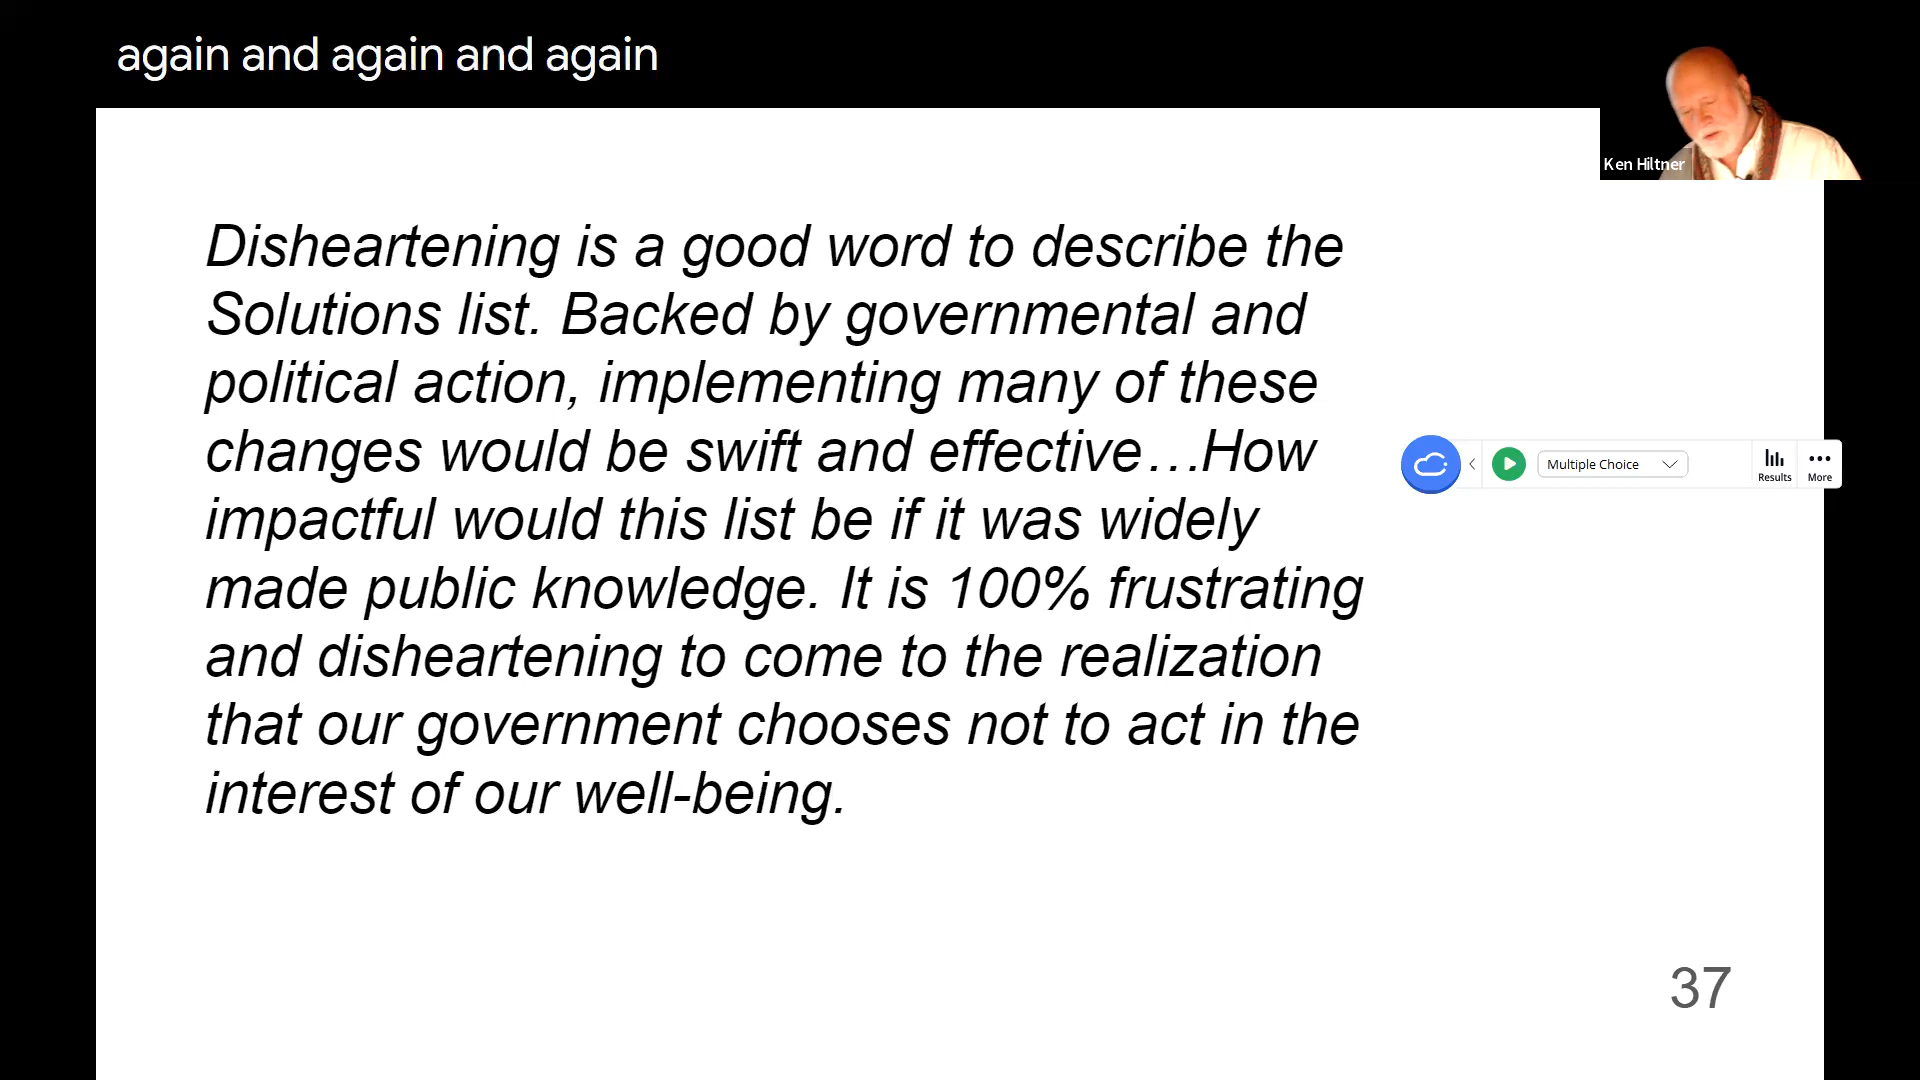 again and again and again
Ken Hiltner
Disheartening is a good word to describe the
Solutions list. Backed by governmental and
political action, implementing many of these
changes would be swift and effective…How
impactful would this list be if it was widely
made public knowledge. It is 100% frustrating
and disheartening to come to the realization
that our government chooses not to act in the
interest of our well-being.
Multiple Choice
Results
More
37